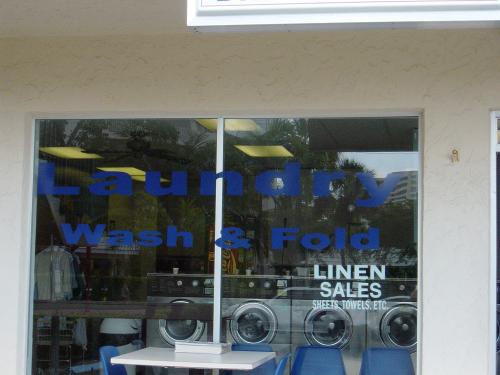 Laundry
Wash & Fold
LINEN
SALES
SHEETS, TOWELS, ETC.